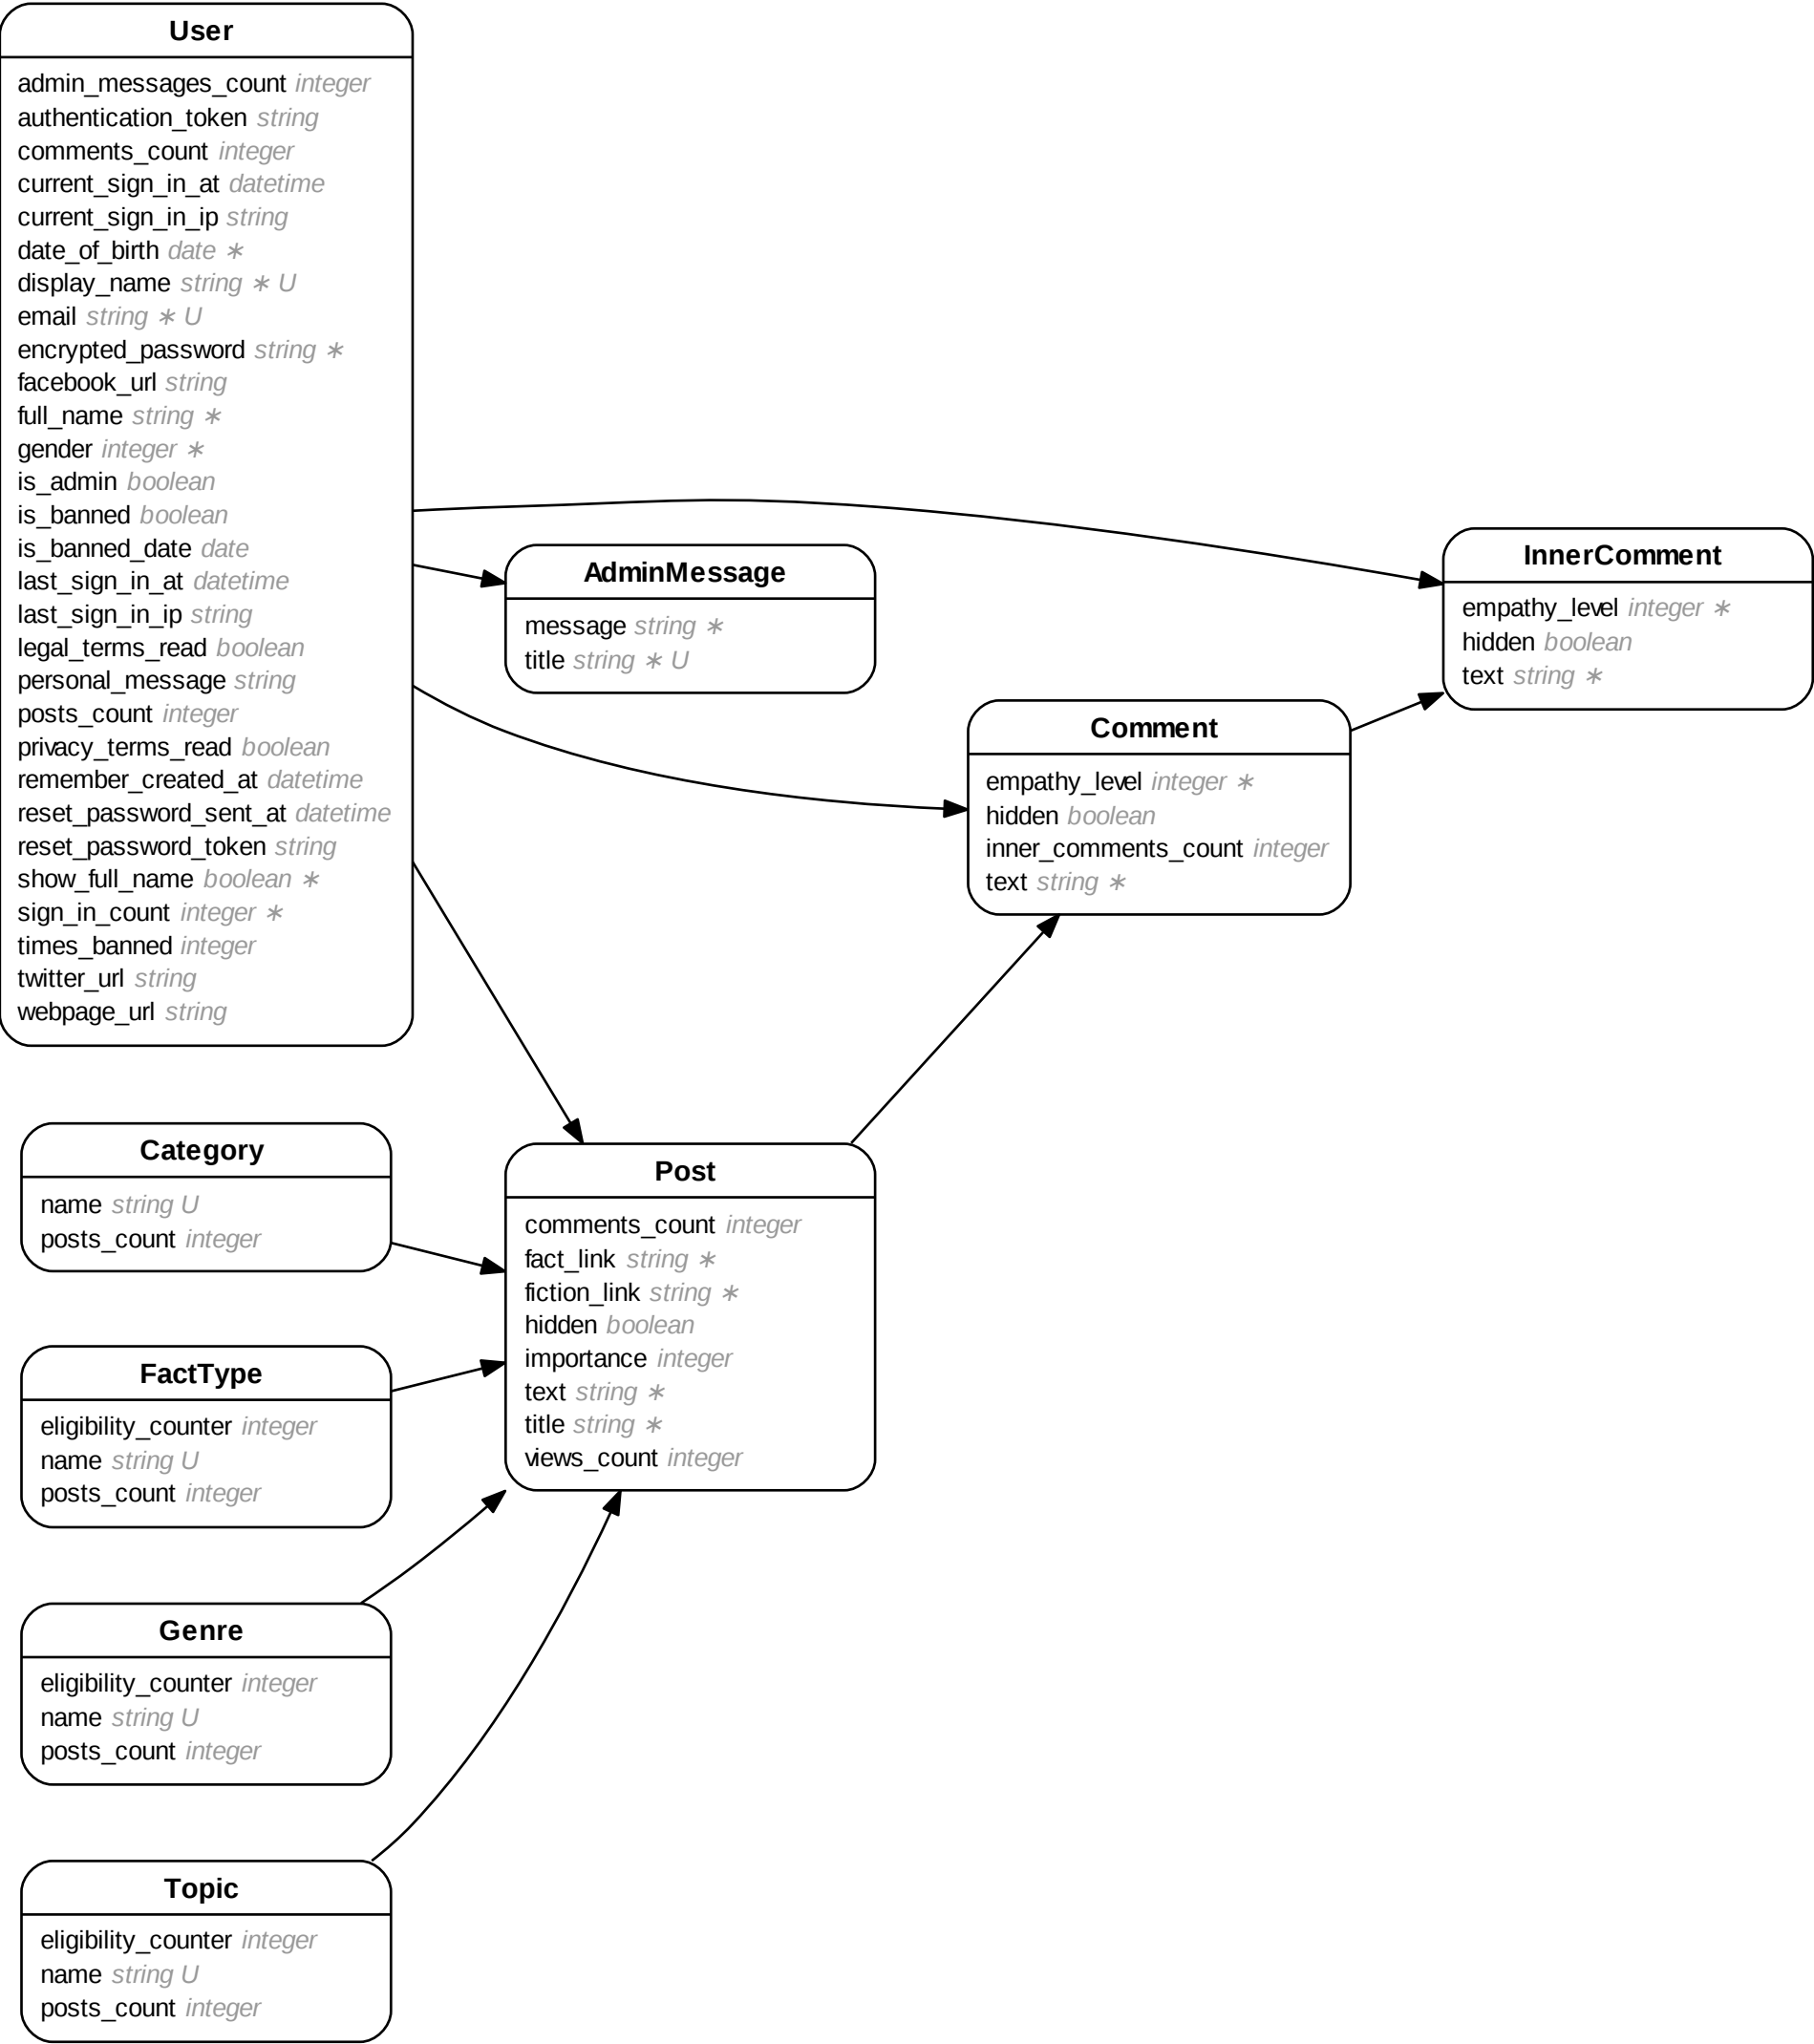 User
admin_messages_count integer
authentication_token string
comments_count integer
current_sign_in_at datetime
current_sign_in_ip string
date_of_birth date ∗
display_name string ∗ U
email string ∗ U
encrypted_password string ∗
facebook_url string
full_name string ∗
gender integer ∗
is_admin boolean
is_banned boolean
is_banned_date date
last_sign_in_at datetime
last_sign_in_ip string
legal_terms_read boolean
personal_message string
posts_count integer
privacy_terms_read boolean
remember_created_at datetime
reset_password_sent_at datetime
reset_password_token string
show_full_name boolean ∗
sign_in_count integer ∗
times_banned integer
twitter_url string
webpage_url string
AdminMessage
message string ∗
title string ∗ U
InnerComment
empathy_level integer ∗
hidden boolean
text string ∗
Comment
empathy_level integer ∗
hidden boolean
inner_comments_count integer
text string ∗
Category
name string U
posts_count integer
Post
comments_count integer
fact_link string ∗
fiction_link string ∗
hidden boolean
importance integer
text string ∗
title string ∗
views_count integer
FactType
eligibility_counter integer
name string U
posts_count integer
Genre
eligibility_counter integer
name string U
posts_count integer
Topic
eligibility_counter integer
name string U
posts_count integer